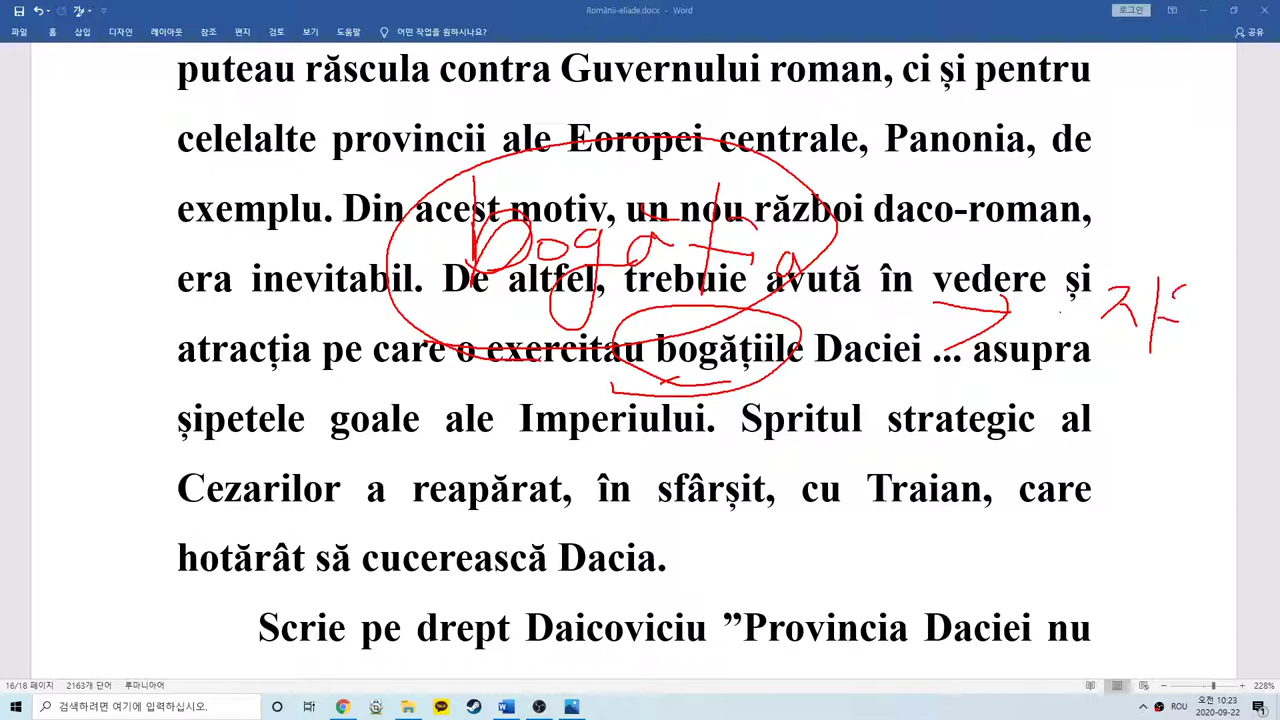 Românii-eliade.docx - Word
로그인
파일 홈 삽입 디자인 레이아웃 참조 편지 검토 보기 도움말 어떤 작업을 원하시나요? 공유
puteau răscula contra Guvernului roman, ci și pentru
celelalte provincii ale Eoropei centrale, Panonia, de
exemplu. Din acest motiv, un nou război daco-roman,
bogăția
era inevitabil. De altfel, trebuie avută în vedere și
atracția pe care o exercitau bogățiile Daciei ... asupra
șipetele goale ale Imperiului. Spritul strategic al
Cezarilor a reapărat, în sfârșit, cu Traian, care
hotărât să cucerească Dacia.
Scrie pe drept Daicoviciu ”Provincia Daciei nu
16/18 페이지 2163개 단어 루마니아어 228%
검색하려면 여기에 입력하십시오.
ROU
오전 10:23
2020-09-22